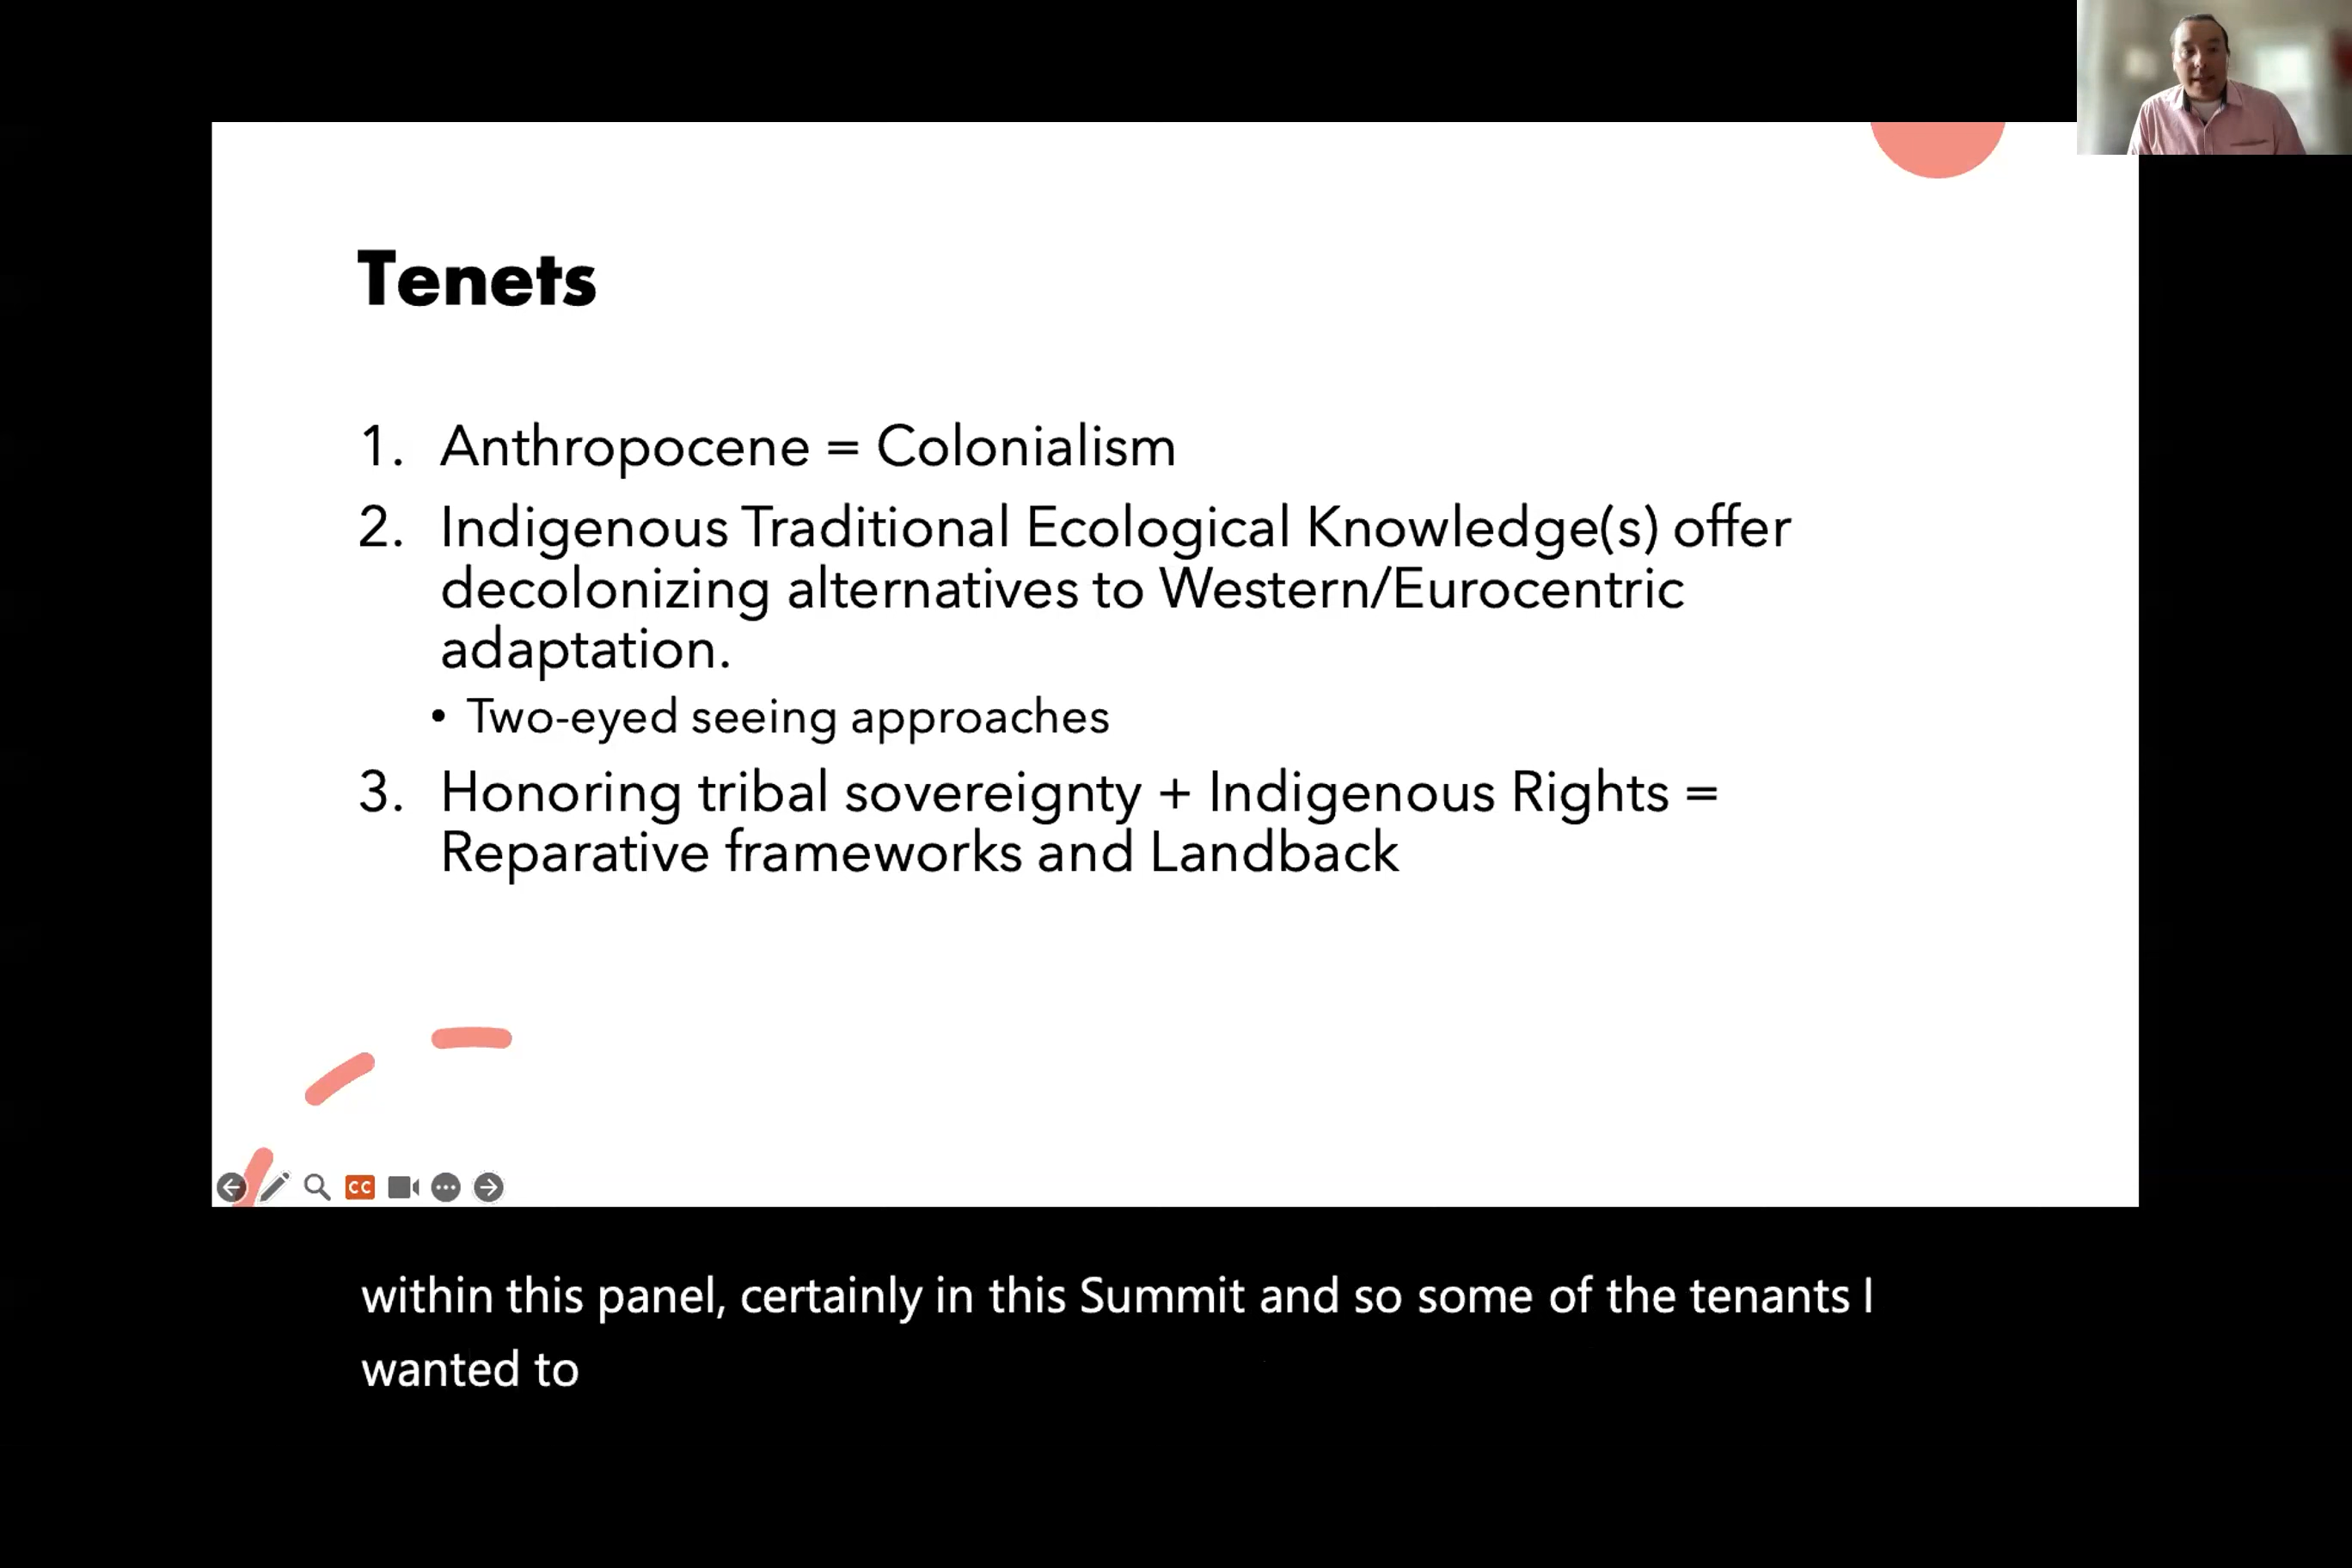 Tenets
1. Anthropocene = Colonialism
2. Indigenous Traditional Ecological Knowledge(s) offer
decolonizing alternatives to Western/Eurocentric
adaptation.
• Two-eyed seeing approaches
3. Honoring tribal sovereignty + Indigenous Rights =
Reparative frameworks and Landback
CC
within this panel, certainly in this Summit and so some of the tenants I
wanted to